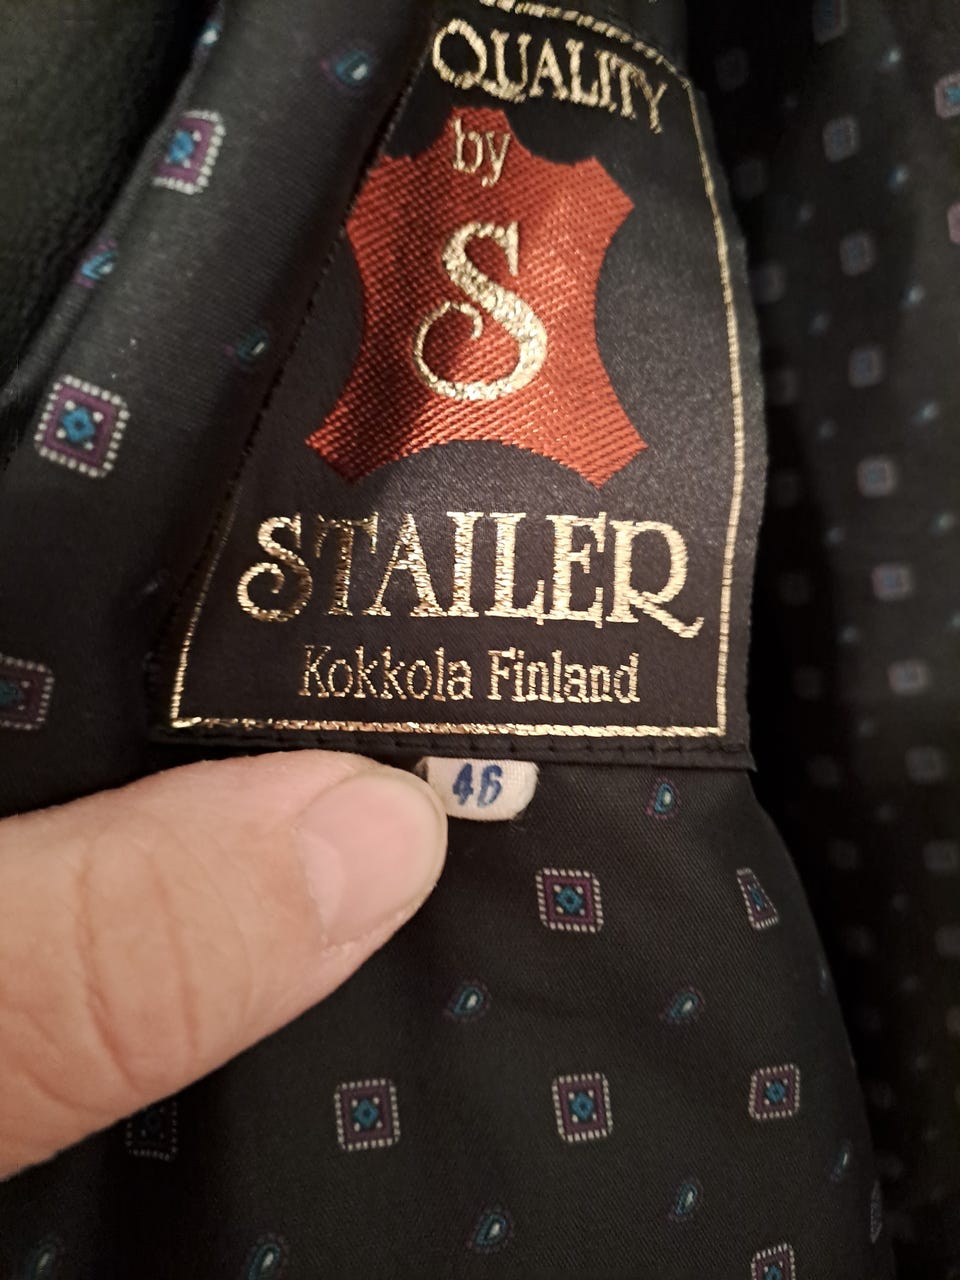 QUALITY
by
S
STAILER
Kokkola Finland
46